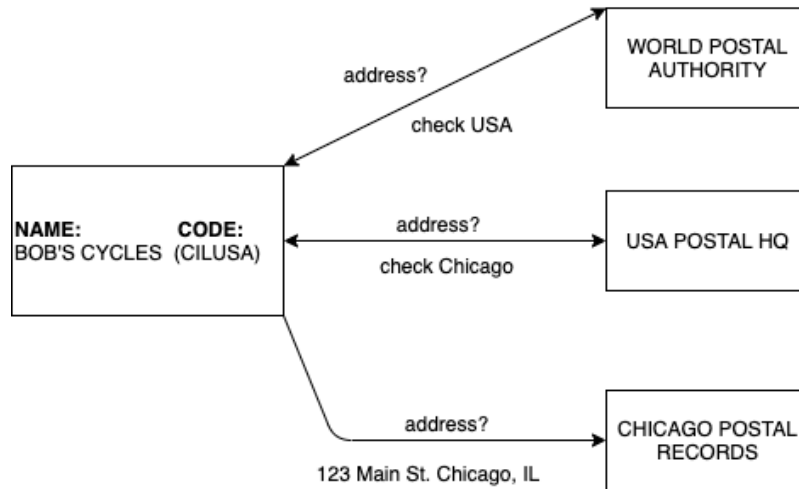 WORLD POSTAL
AUTHORITY
address?
check USA
NAME: CODE:
BOB'S CYCLES (CILUSA)
address?
check Chicago
USA POSTAL HQ
address?
123 Main St. Chicago, IL
CHICAGO POSTAL
RECORDS